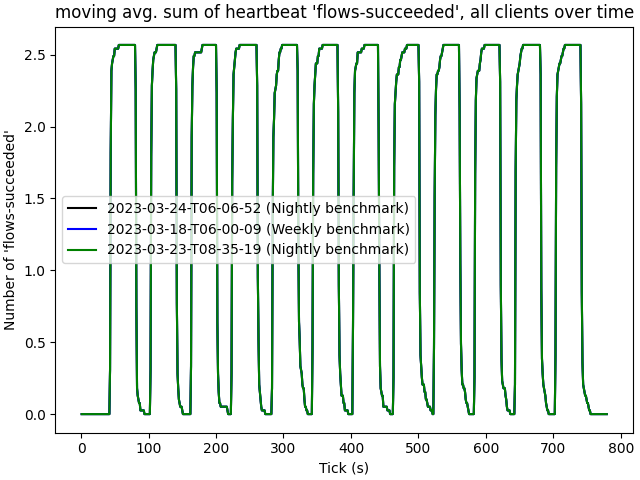 moving avg. sum of heartbeat 'flows-succeeded', all clients over time
Number of 'flows-succeeded'
2.5
2.0
1.5
1.0
0.5
0.0
2023-03-24-T06-06-52 (Nightly benchmark)
2023-03-18-T06-00-09 (Weekly benchmark)
2023-03-23-T08-35-19 (Nightly benchmark)
0 100 200 300 400 500 600 700 800
Tick (s)